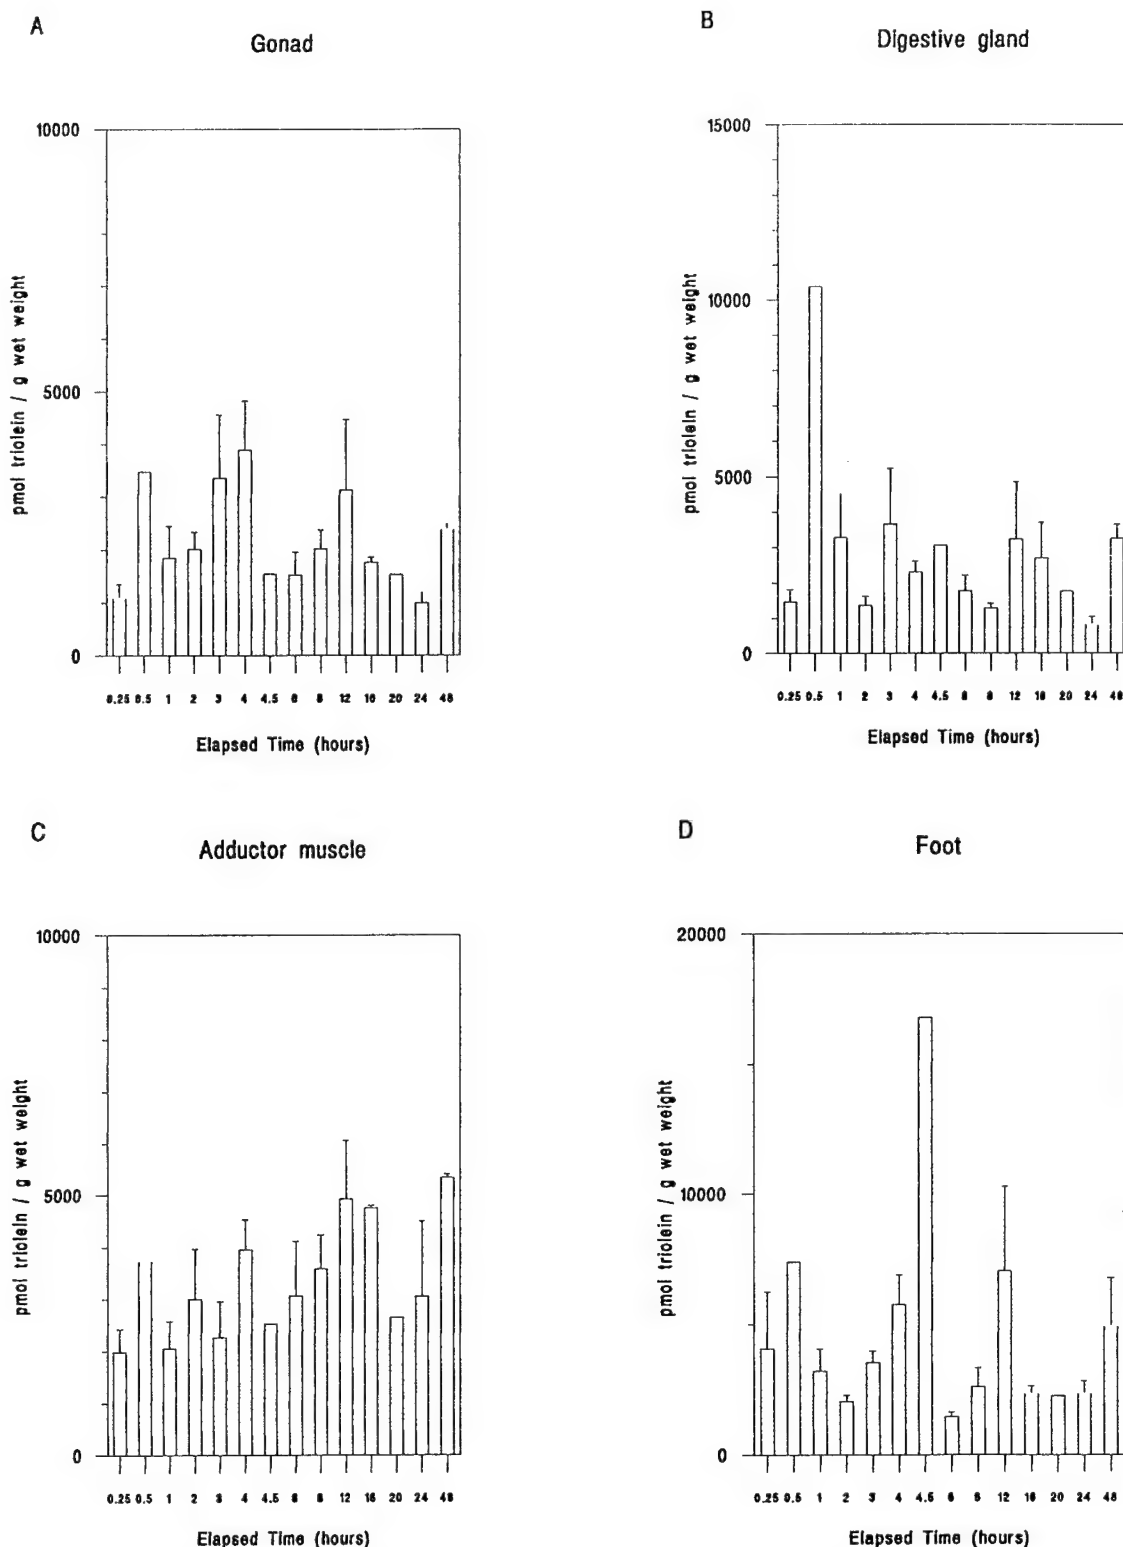 A
Gonad
10000
5000
0
pmol triolein / g wet weight
0.25 0.5 1 2 3 4 4.5 6 8 12 16 20 24 48
Elapsed Time (hours)
B
Digestive gland
15000
10000
5000
0
pmol triolein / g wet weight
0.25 0.5 1 2 3 4 4.5 6 8 12 16 20 24 48
Elapsed Time (hours)
C
Adductor muscle
10000
5000
0
pmol triolein / g wet weight
0.25 0.5 1 2 3 4 4.5 6 8 12 16 20 24 48
Elapsed Time (hours)
D
Foot
20000
10000
0
pmol triolein / g wet weight
0.25 0.5 1 2 3 4 4.5 6 8 12 16 20 24 48
Elapsed Time (hours)